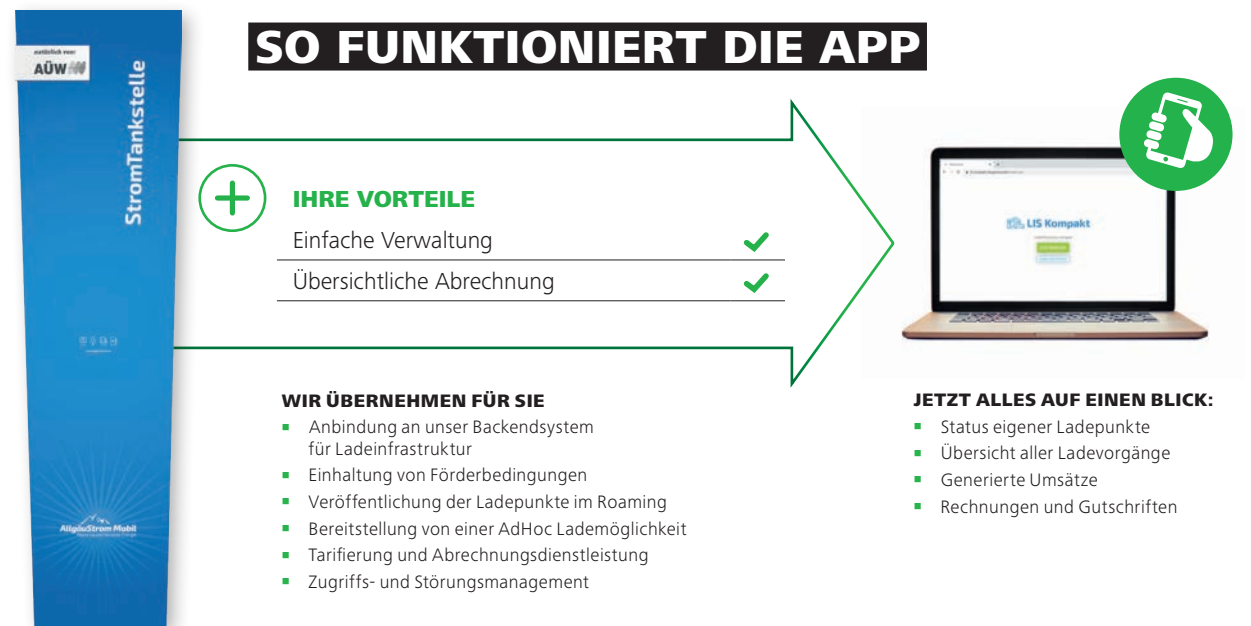 SO FUNKTIONIERT DIE APP
natürlich von:
AÜW
StromTankstelle
AllgäuStrom Mobil
IHRE VORTEILE
Einfache Verwaltung
Übersichtliche Abrechnung
LIS Kompakt
WIR ÜBERNEHMEN FÜR SIE
Anbindung an unser Backendsystem
für Ladeinfrastruktur
Einhaltung von Förderbedingungen
Veröffentlichung der Ladepunkte im Roaming
Bereitstellung von einer AdHoc Lademöglichkeit
Tarifierung und Abrechnungsdienstleistung
Zugriffs- und Störungsmanagement
JETZT ALLES AUF EINEN BLICK:
Status eigener Ladepunkte
Übersicht aller Ladevorgänge
Generierte Umsätze
Rechnungen und Gutschriften